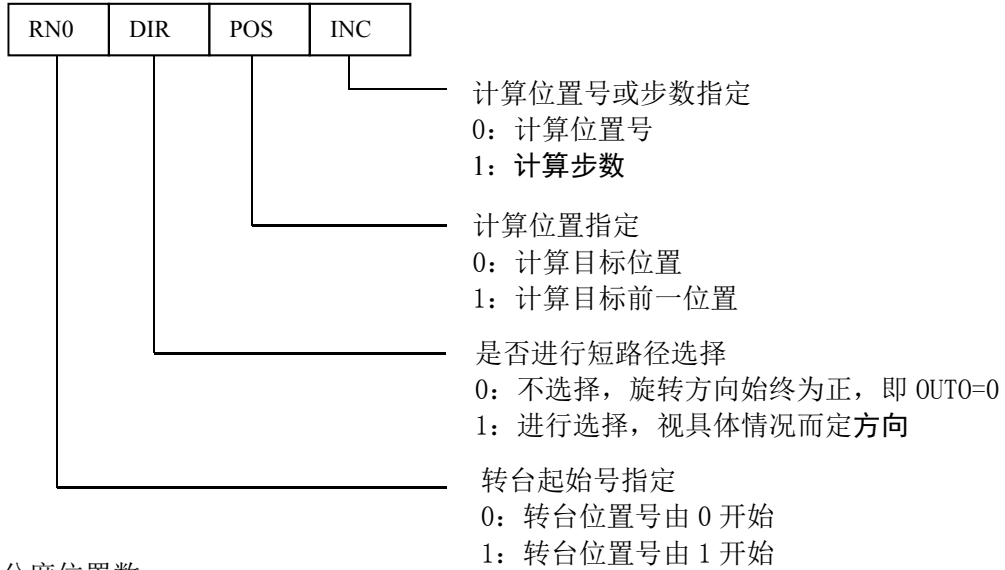 RN0 DIR POS INC
计算位置号或步数指定
0：计算位置号
1：计算步数
计算位置指定
0：计算目标位置
1：计算目标前一位置
是否进行短路径选择
0：不选择，旋转方向始终为正，即 OUTO=0
1：进行选择，视具体情况而定方向
转台起始号指定
0：转台位置号由 0 开始
1：转台位置号由 1 开始